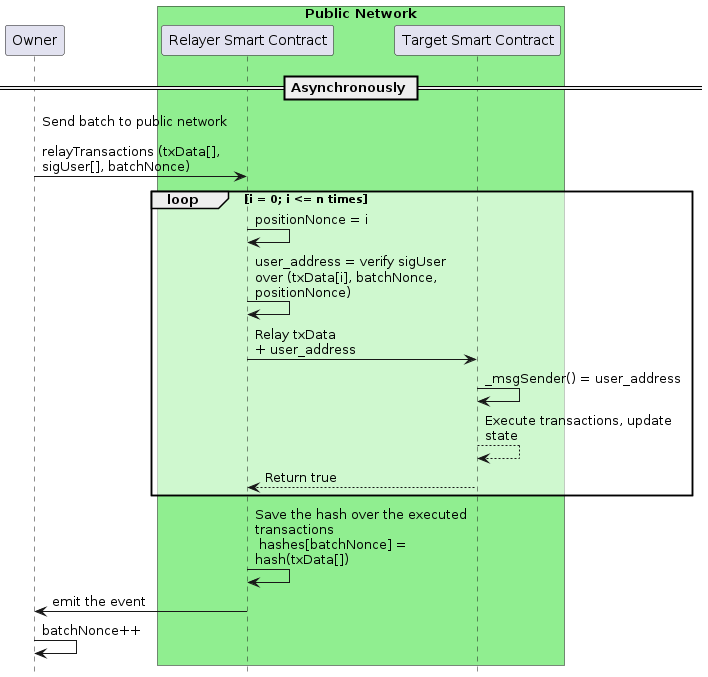 Public Network
Owner
Relayer Smart Contract
Target Smart Contract
Asynchronously
Send batch to public network
relayTransactions (txData[],
sigUser[], batchNonce)
loop
[i = 0; i <= n times]
positionNonce = i
user_address = verify sigUser
over (txData[i], batchNonce,
positionNonce)
Relay txData
+ user_address
_msgSender() = user_address
Execute transactions, update
state
Return true
Save the hash over the executed
transactions
hashes[batchNonce] =
hash(txData[])
emit the event
batchNonce++